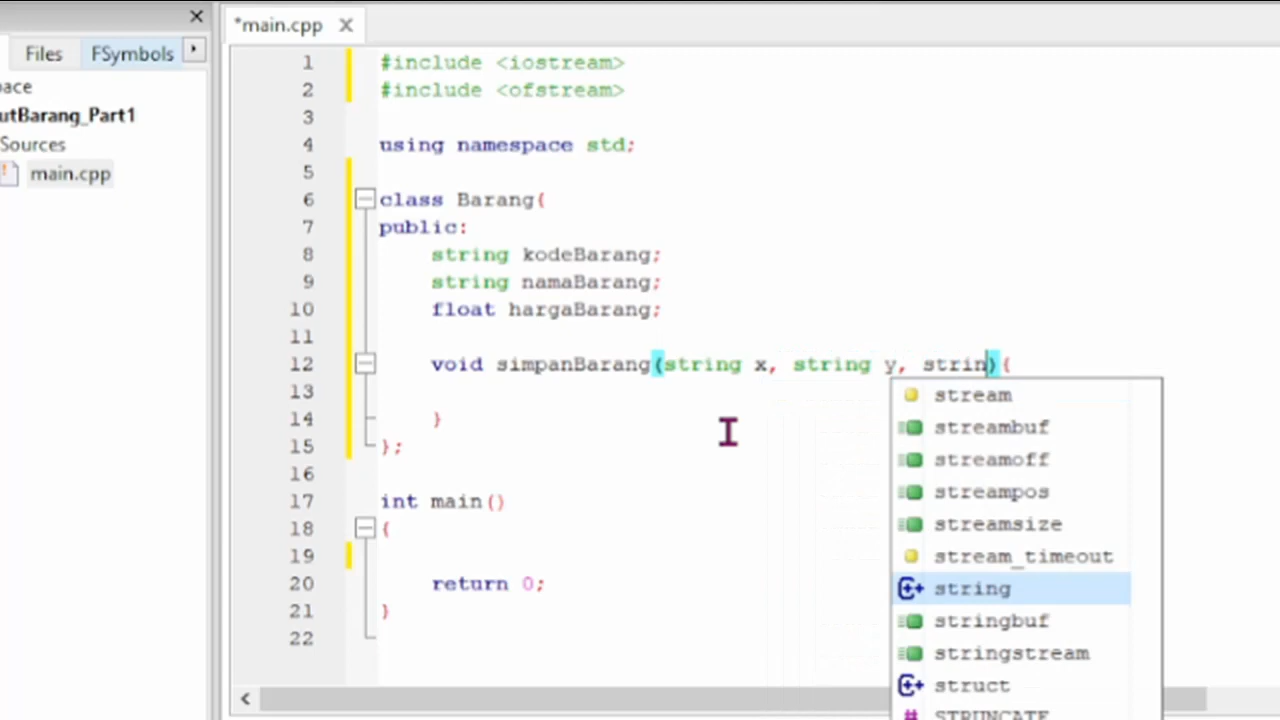 *main.cpp
Files FSymbols
pace
utBarang_Part1
Sources
main.cpp
1 #include <iostream>
2 #include <ofstream>
3
4 using namespace std;
5
6 class Barang{
7 public:
8 string kodeBarang;
9 string namaBarang;
10 float hargaBarang;
11
12 void simpanBarang(string x, string y, strin){
13
14 }
15 };
16
17 int main()
18 {
19
20 return 0;
21 }
22
stream
streambuf
streamoff
streampos
streamsize
stream_timeout
string
stringbuf
stringstream
struct
STRUNCATE